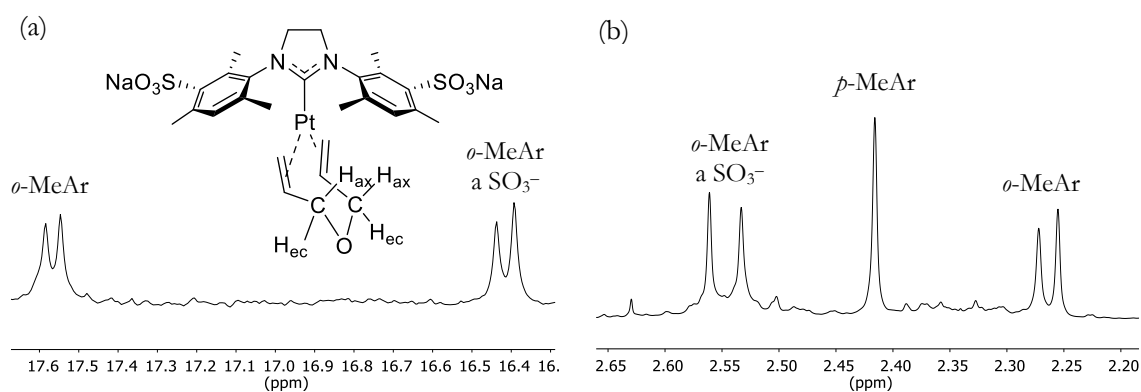 (a)
N N
NaO₃S SO₃Na
Pt
o-MeAr
o-MeAr
a SO₃⁻
Hax Hax
C C
Hec O Hec
17.6 17.5 17.4 17.3 17.2 17.1 17.0 16.9 16.8 16.7 16.6 16.5 16.4 16.
(ppm)
(b)
p-MeAr
o-MeAr
a SO₃⁻
o-MeAr
2.65 2.60 2.55 2.50 2.45 2.40 2.35 2.30 2.25 2.20
(ppm)